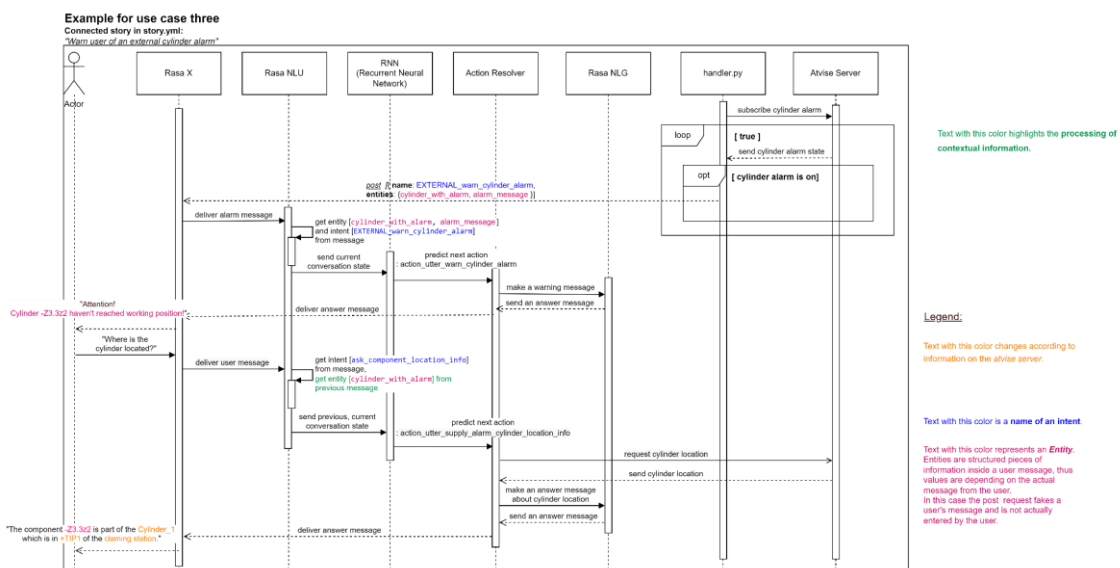 Example for use case three
Connected story in story.yml:
"Warn user of an external cylinder alarm"
Actor
Rasa X
Rasa NLU
RNN
(Recurrent Neural
Network)
Action Resolver
Rasa NLG
handler.py
Atvise Server
subscribe cylinder alarm
loop
[ true ]
send cylinder alarm state
opt
[ cylinder alarm is on]
Text with this color highlights the processing of
contextual information.
post [{ name: EXTERNAL_warn_cylinder_alarm,
entities: {cylinder_with_alarm, alarm_message }]
deliver alarm message
get entity [cylinder_with_alarm, alarm_message]
and intent [EXTERNAL_warn_cylinder_alarm]
from message
send current
conversation state
predict next action
: action_utter_warn_cylinder_alarm
make a warning message
send an answer message
deliver answer message
"Attention!
Cylinder -Z3.3z2 haven't reached working position!"
"Where is the
cylinder located?"
deliver user message
get intent [ask_component_location_info]
from message,
get entity [cylinder_with_alarm] from
previous message
send previous, current
conversation state
predict next action
: action_utter_supply_alarm_cylinder_location_info
request cylinder location
send cylinder location
make an answer message
about cylinder location
send an answer message
deliver answer message
"The component -Z3.3z2 is part of the Cylinder_1
which is in +TIP1 of the claming station."
Legend:
Text with this color changes according to
information on the atvise server.
Text with this color is a name of an intent.
Text with this color represents an Entity.
Entities are structured pieces of
information inside a user message, thus
values are depending on the actual
message from the user.
In this case the post request fakes a
user's message and is not actually
entered by the user.